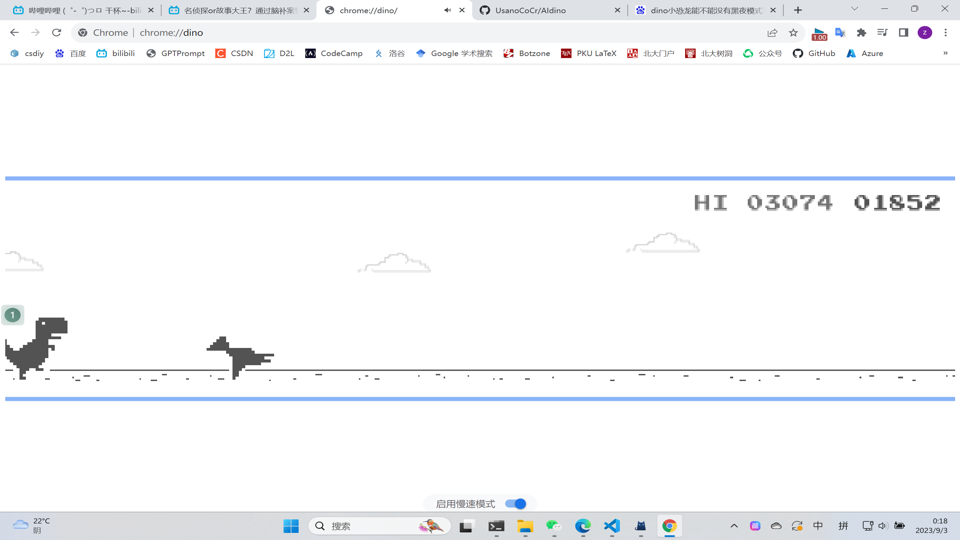 哔哩哔哩 (゜-゜)つロ 干杯~-bili
名侦探or故事大王？通过脑补案
chrome://dino/
UsanoCoCr/AIdino
dino小恐龙能不能没有黑夜模式
Chrome | chrome://dino
1.00
z
csdiy
百度
bilibili
GPTPrompt
CSDN
D2L
CodeCamp
洛谷
Google 学术搜索
Botzone
PKU LaTeX
北大门户
北大树洞
公众号
GitHub
Azure
»
HI 03074 01852
1
启用慢速模式
22°C
阴
搜索
中
拼
0:18
2023/9/3